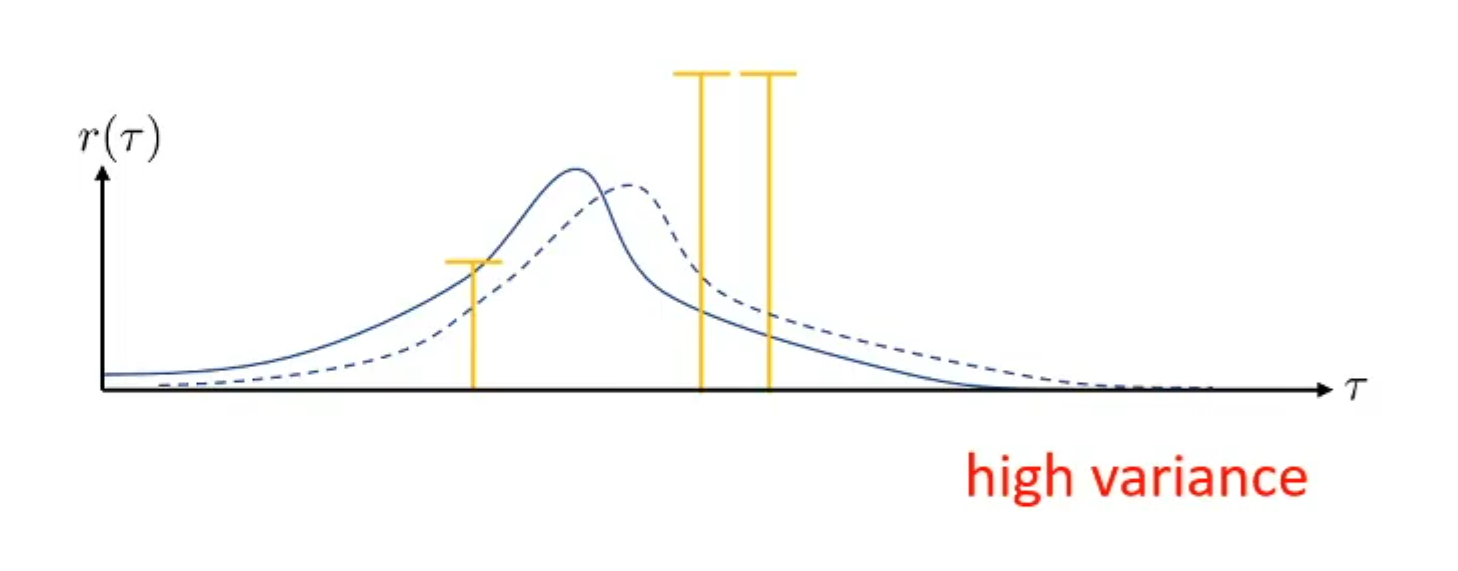 r(τ)
τ
high variance